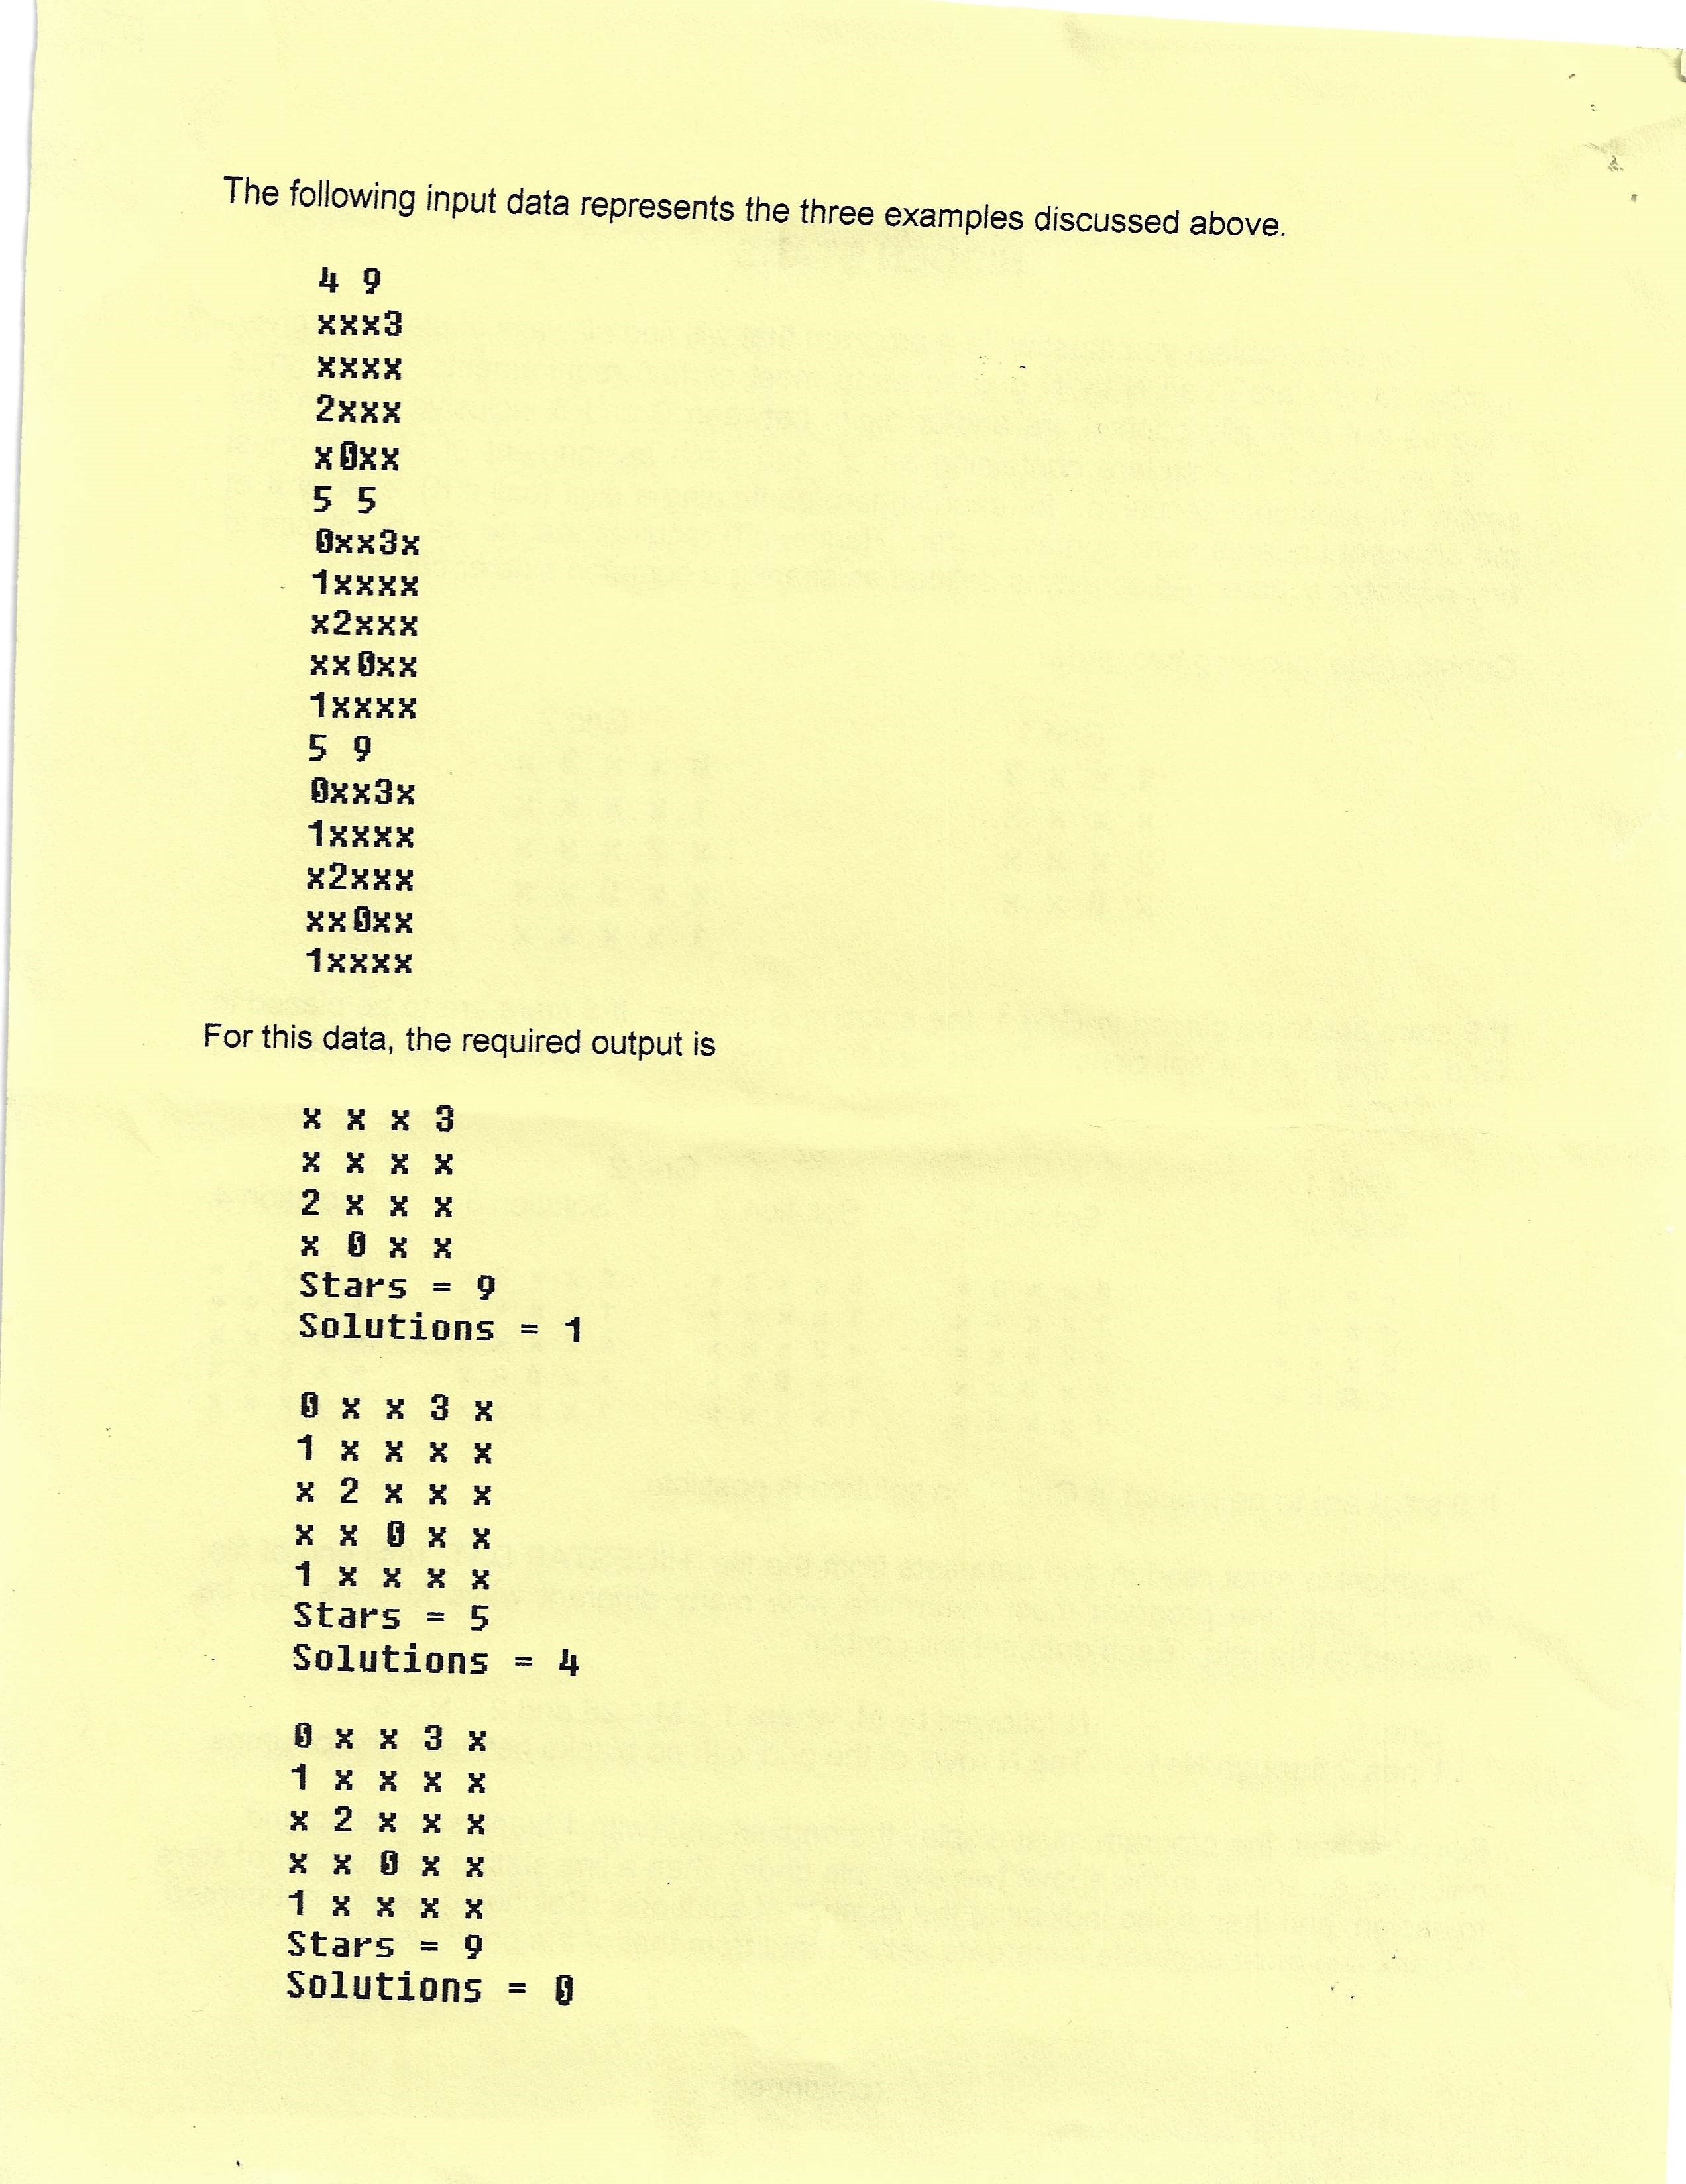 The following input data represents the three examples discussed above.
4 9
xxx3
xxxx
2xxx
x0xx
5 5
0xx3x
1xxxx
x2xxx
xx0xx
1xxxx
5 9
0xx3x
1xxxx
x2xxx
xx0xx
1xxxx
For this data, the required output is
x x x 3
x x x x
2 x x x
x 0 x x
Stars = 9
Solutions = 1
0 x x 3 x
1 x x x x
x 2 x x x
x x 0 x x
1 x x x x
Stars = 5
Solutions = 4
0 x x 3 x
1 x x x x
x 2 x x x
x x 0 x x
1 x x x x
Stars = 9
Solutions = 0